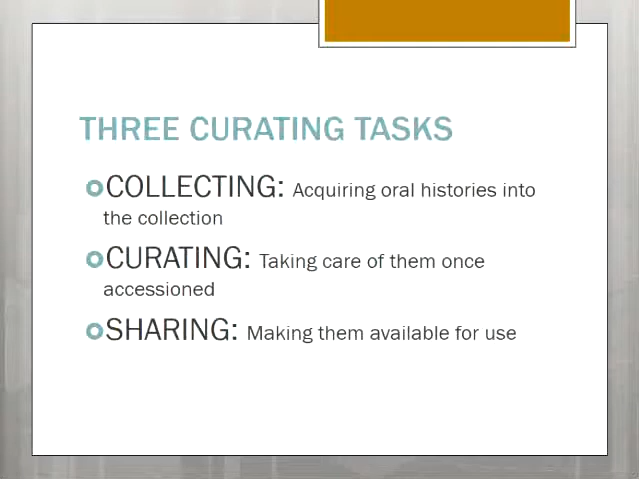 THREE CURATING TASKS
COLLECTING: Acquiring oral histories into
the collection
CURATING: Taking care of them once
accessioned
SHARING: Making them available for use